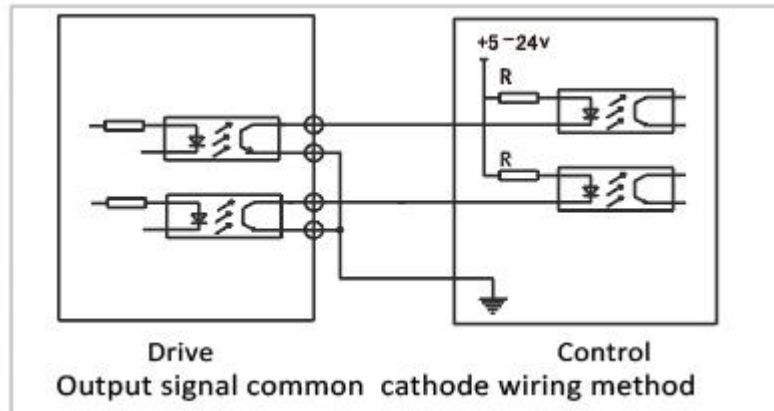 +5-24v
R
R
Drive
Control
Output signal common cathode wiring method